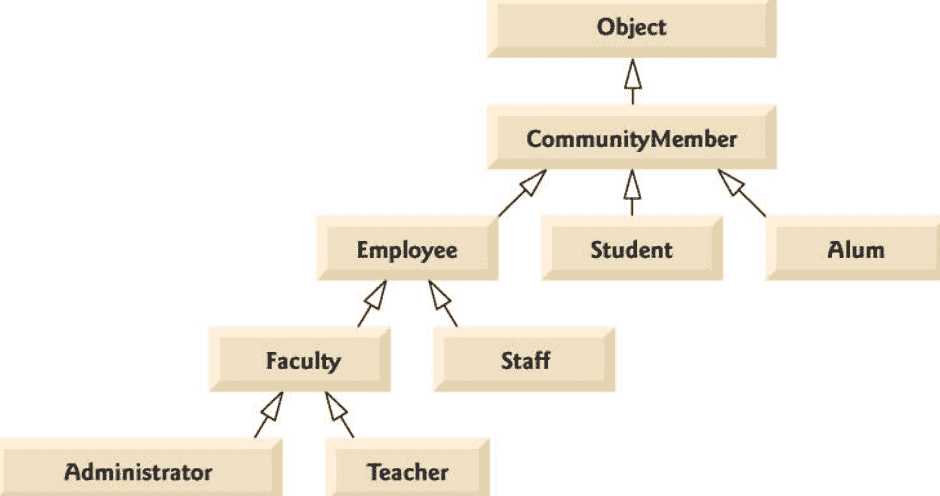 Object
CommunityMember
Employee
Student
Alum
Faculty
Staff
Administrator
Teacher